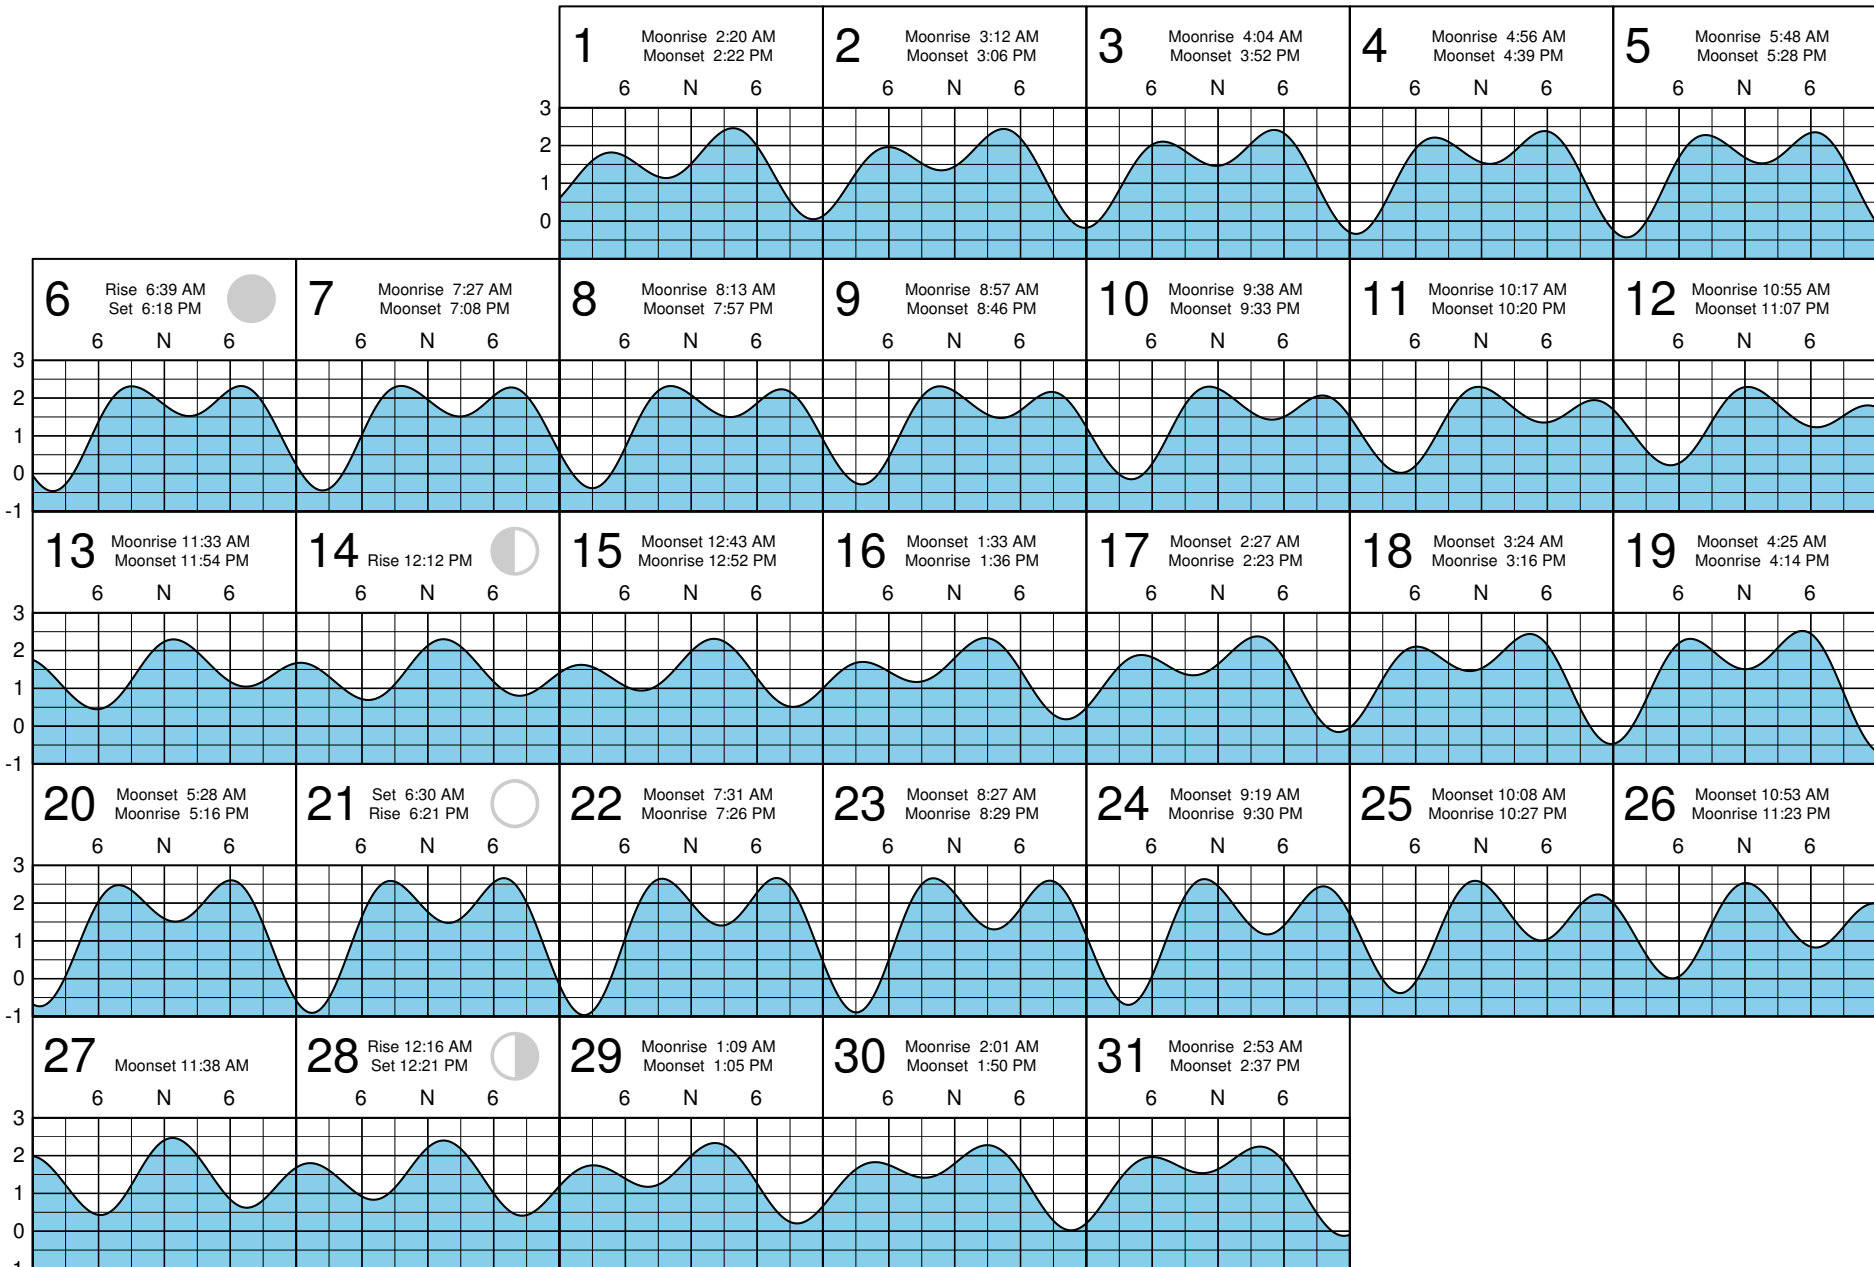 1 Moonrise 2:20 AM
Moonset 2:22 PM
6 N 6
2 Moonrise 3:12 AM
Moonset 3:06 PM
6 N 6
3 Moonrise 4:04 AM
Moonset 3:52 PM
6 N 6
4 Moonrise 4:56 AM
Moonset 4:39 PM
6 N 6
5 Moonrise 5:48 AM
Moonset 5:28 PM
6 N 6
3
2
1
0
6 Rise 6:39 AM
Set 6:18 PM
6 N 6
7 Moonrise 7:27 AM
Moonset 7:08 PM
6 N 6
8 Moonrise 8:13 AM
Moonset 7:57 PM
6 N 6
9 Moonrise 8:57 AM
Moonset 8:46 PM
6 N 6
10 Moonrise 9:38 AM
Moonset 9:33 PM
6 N 6
11 Moonrise 10:17 AM
Moonset 10:20 PM
6 N 6
12 Moonrise 10:55 AM
Moonset 11:07 PM
6 N 6
3
2
1
0
-1
13 Moonrise 11:33 AM
Moonset 11:54 PM
6 N 6
14 Rise 12:12 PM
6 N 6
15 Moonset 12:43 AM
Moonrise 12:52 PM
6 N 6
16 Moonset 1:33 AM
Moonrise 1:36 PM
6 N 6
17 Moonset 2:27 AM
Moonrise 2:23 PM
6 N 6
18 Moonset 3:24 AM
Moonrise 3:16 PM
6 N 6
19 Moonset 4:25 AM
Moonrise 4:14 PM
6 N 6
3
2
1
0
-1
20 Moonset 5:28 AM
Moonrise 5:16 PM
6 N 6
21 Set 6:30 AM
Rise 6:21 PM
6 N 6
22 Moonset 7:31 AM
Moonrise 7:26 PM
6 N 6
23 Moonset 8:27 AM
Moonrise 8:29 PM
6 N 6
24 Moonset 9:19 AM
Moonrise 9:30 PM
6 N 6
25 Moonset 10:08 AM
Moonrise 10:27 PM
6 N 6
26 Moonset 10:53 AM
Moonrise 11:23 PM
6 N 6
3
2
1
0
-1
27 Moonset 11:38 AM
6 N 6
28 Rise 12:16 AM
Set 12:21 PM
6 N 6
29 Moonrise 1:09 AM
Moonset 1:05 PM
6 N 6
30 Moonrise 2:01 AM
Moonset 1:50 PM
6 N 6
31 Moonrise 2:53 AM
Moonset 2:37 PM
6 N 6
3
2
1
0
-1